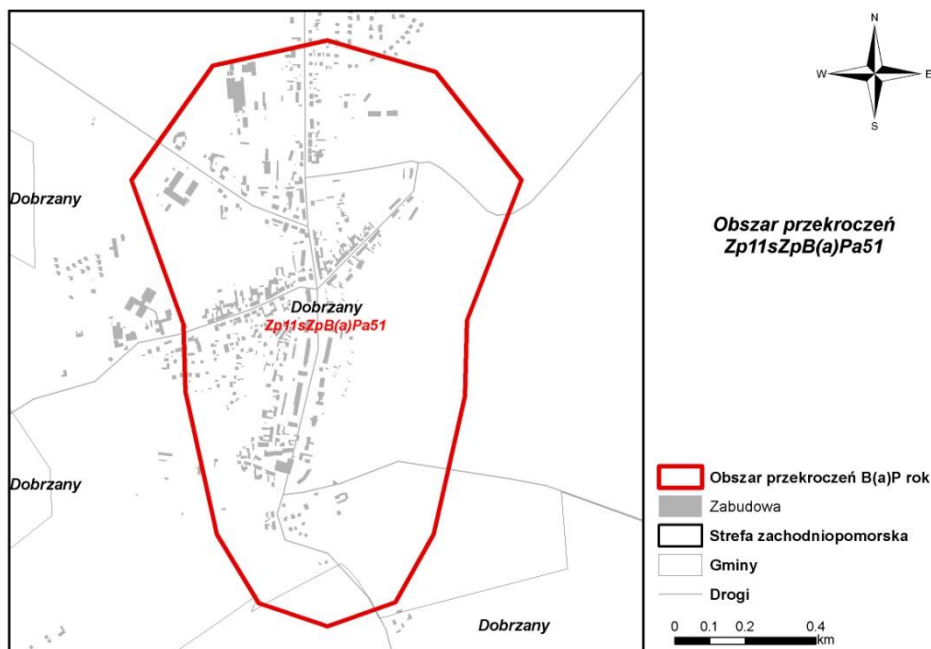 N
W
E
S
Obszar przekroczeń
Zp11sZpB(a)Pa51
Dobrzany
Dobrzany
Zp11sZpB(a)Pa51
Dobrzany
Dobrzany
Obszar przekroczeń B(a)P rok
Zabudowa
Strefa zachodniopomorska
Gminy
Drogi
0 0.1 0.2 0.4
km